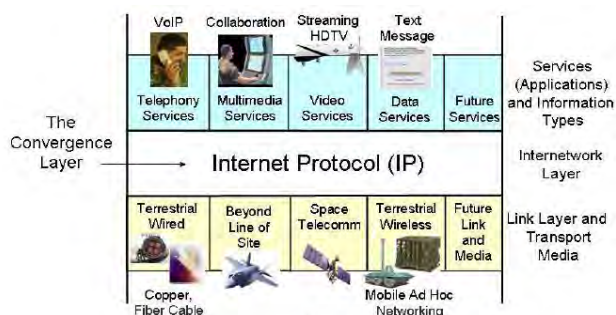 VoIP
Collaboration
Streaming
HDTV
Text
Message
Telephony
Services
Multimedia
Services
Video
Services
Data
Services
Future
Services
Services
(Applications)
and Information
Types
The
Convergence
Layer
Internet Protocol (IP)
Internetwork
Layer
Terrestrial
Wired
Beyond
Line of
Site
Space
Telecomm
Terrestrial
Wireless
Future
Link
and
Media
Link Layer and
Transport
Media
Copper,
Fiber Cable
Mobile Ad Hoc
Networking